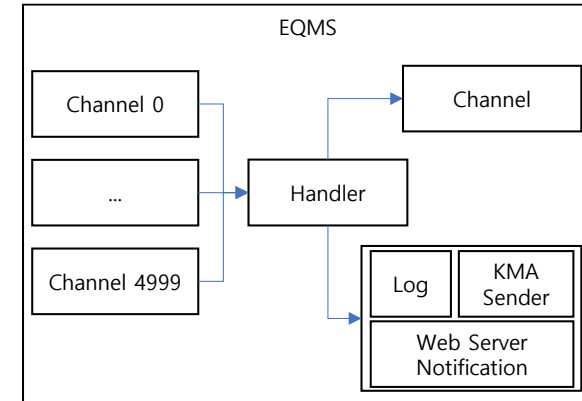 EQMS
Channel 0
...
Channel 4999
Handler
Channel
Log
KMA
Sender
Web Server
Notification